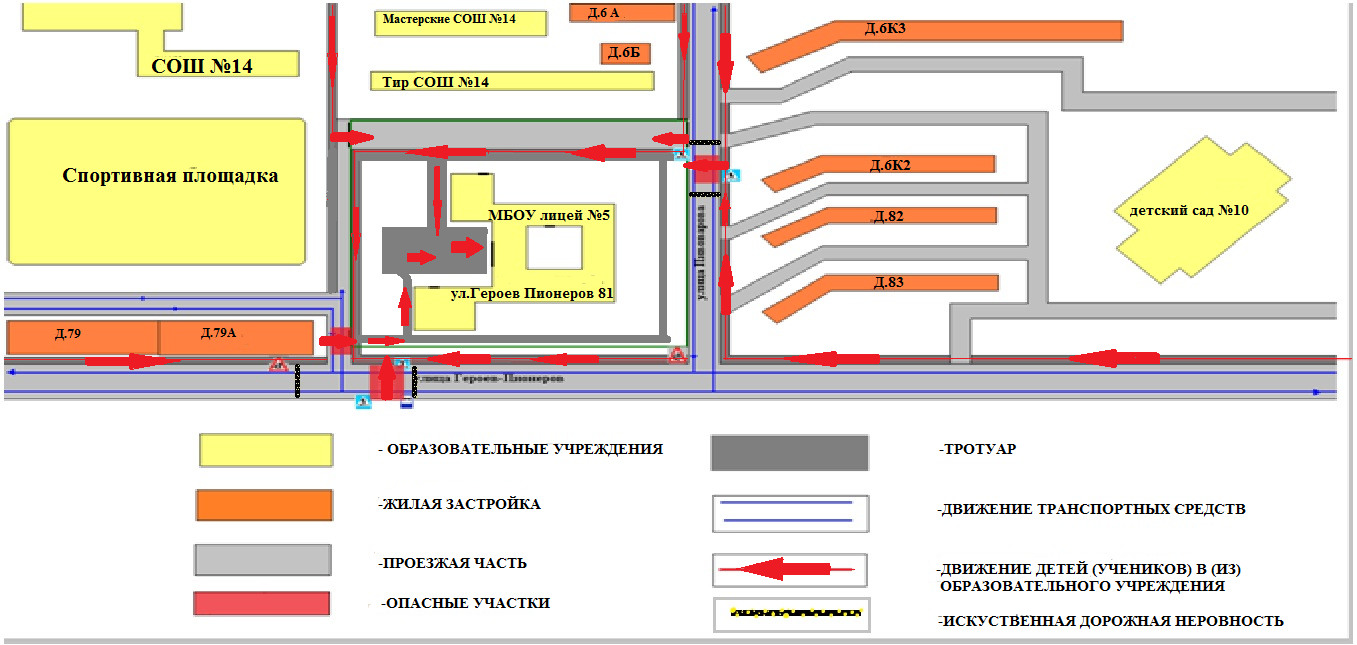 Мастерские СОШ №14
Д.6 А
Д.6К3
Д.6Б
СОШ №14
Тир СОШ №14
Спортивная площадка
Д.6К2
МБОУ лицей №5
Д.82
детский сад №10
улица Пивоварова
Д.83
ул.Героев Пионеров 81
Д.79
Д.79А
улица Героев-Пионеров
- ОБРАЗОВАТЕЛЬНЫЕ УЧРЕЖДЕНИЯ
-ТРОТУАР
-ЖИЛАЯ ЗАСТРОЙКА
-ДВИЖЕНИЕ ТРАНСПОРТНЫХ СРЕДСТВ
-ПРОЕЗЖАЯ ЧАСТЬ
-ДВИЖЕНИЕ ДЕТЕЙ (УЧЕНИКОВ) В (ИЗ)
ОБРАЗОВАТЕЛЬНОГО УЧРЕЖДЕНИЯ
-ОПАСНЫЕ УЧАСТКИ
-ИСКУСТВЕННАЯ ДОРОЖНАЯ НЕРОВНОСТЬ